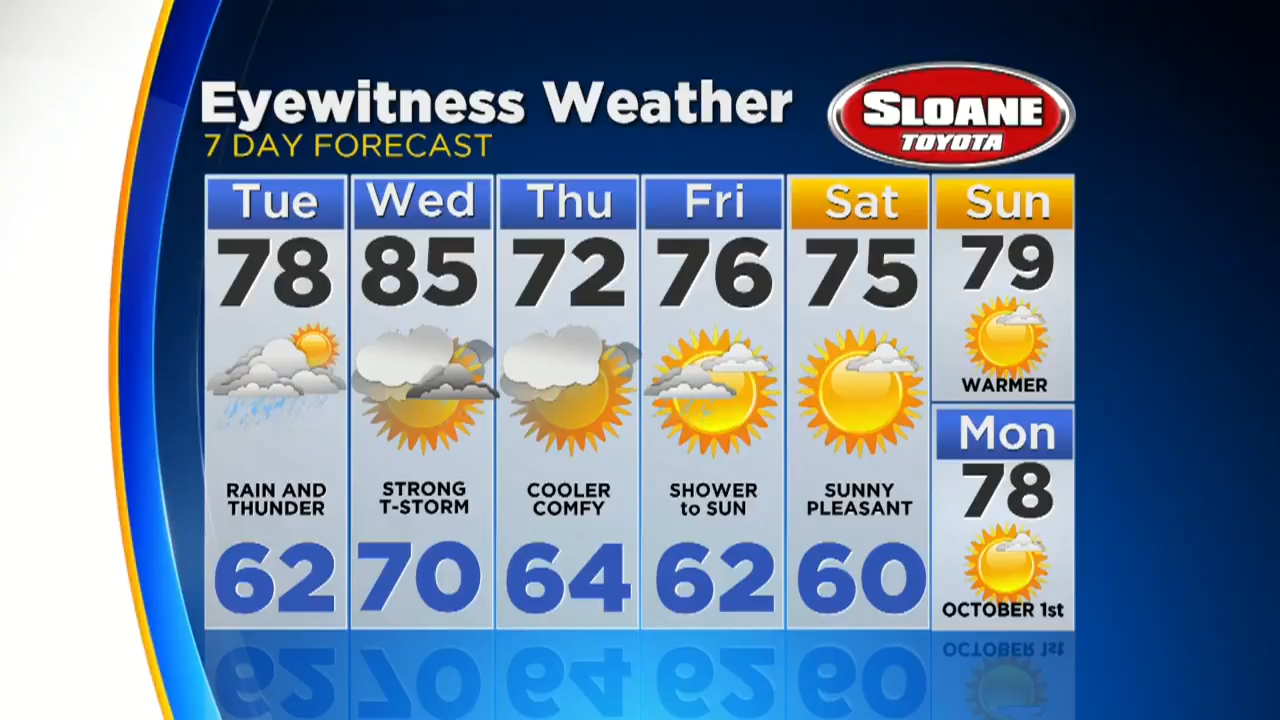 Eyewitness Weather
7 DAY FORECAST
SLOANE
TOYOTA
Tue
78
RAIN AND
THUNDER
62
Wed
85
STRONG
T-STORM
70
Thu
72
COOLER
COMFY
64
Fri
76
SHOWER
to SUN
62
Sat
75
SUNNY
PLEASANT
60
Sun
79
WARMER
Mon
78
OCTOBER 1st